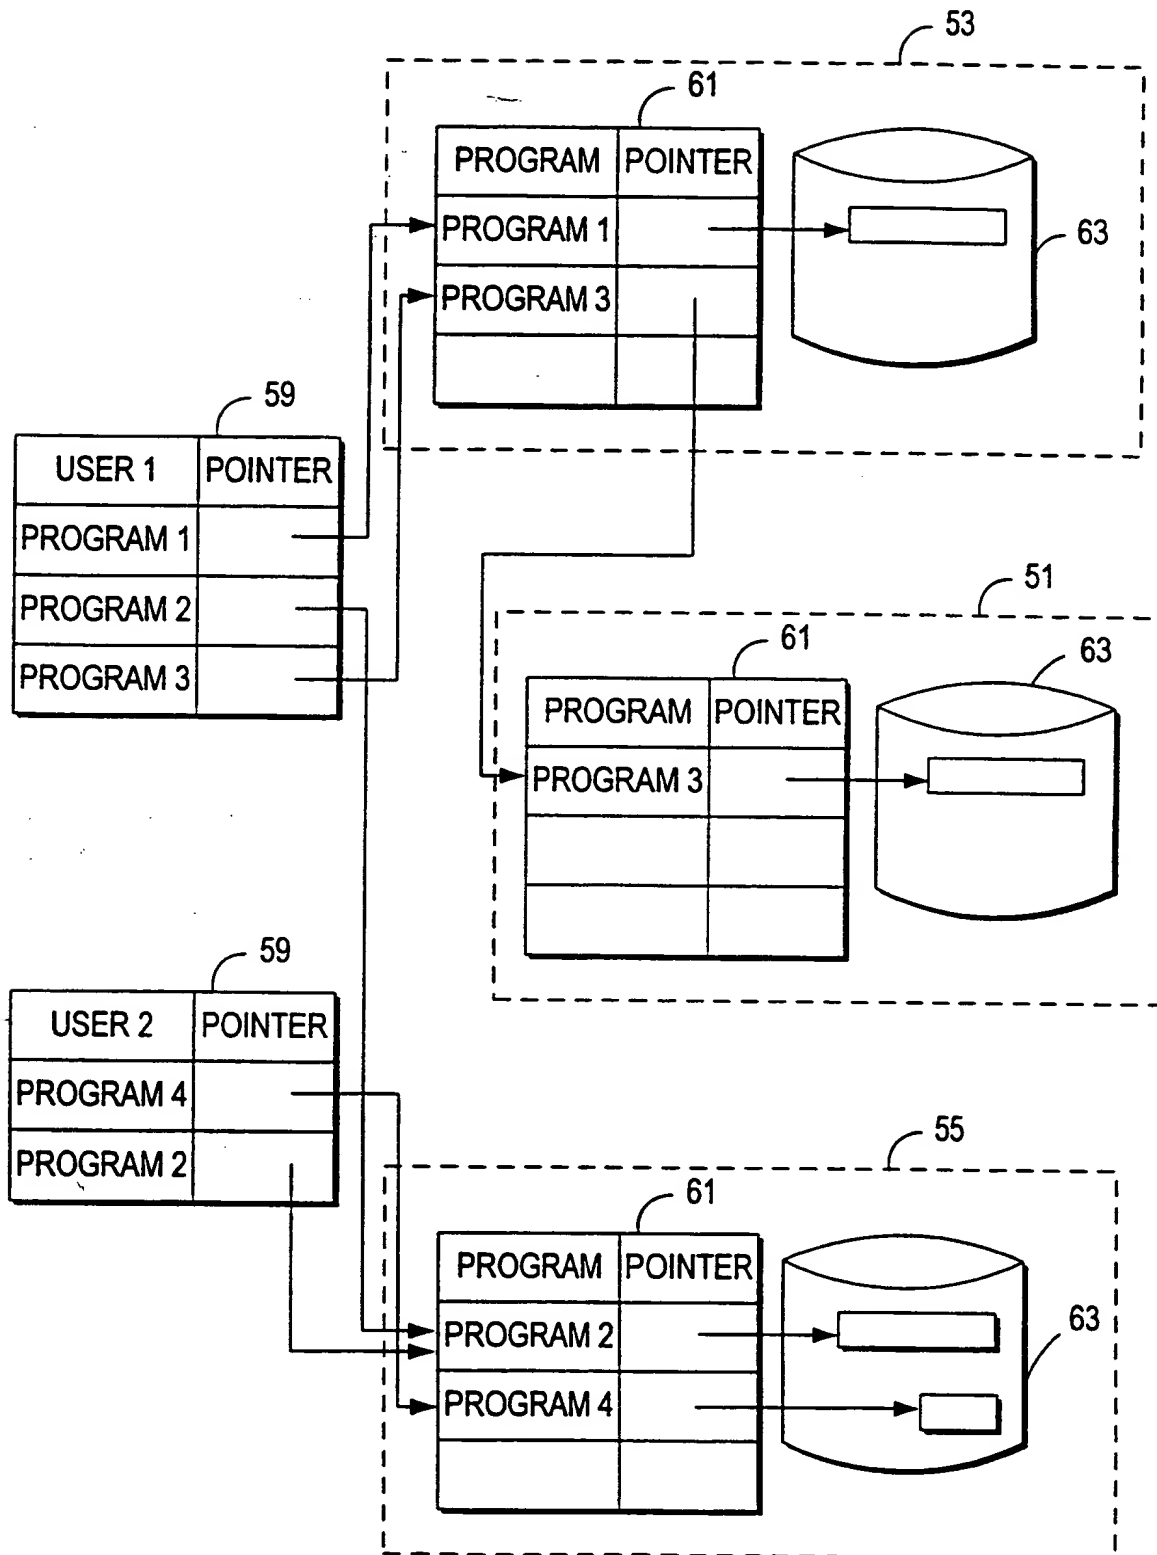 53
61
PROGRAM POINTER
PROGRAM 1
63
PROGRAM 3
59
USER 1 POINTER
PROGRAM 1
PROGRAM 2
PROGRAM 3
51
61
63
PROGRAM POINTER
PROGRAM 3
59
USER 2 POINTER
PROGRAM 4
PROGRAM 2
55
61
PROGRAM POINTER
PROGRAM 2
63
PROGRAM 4